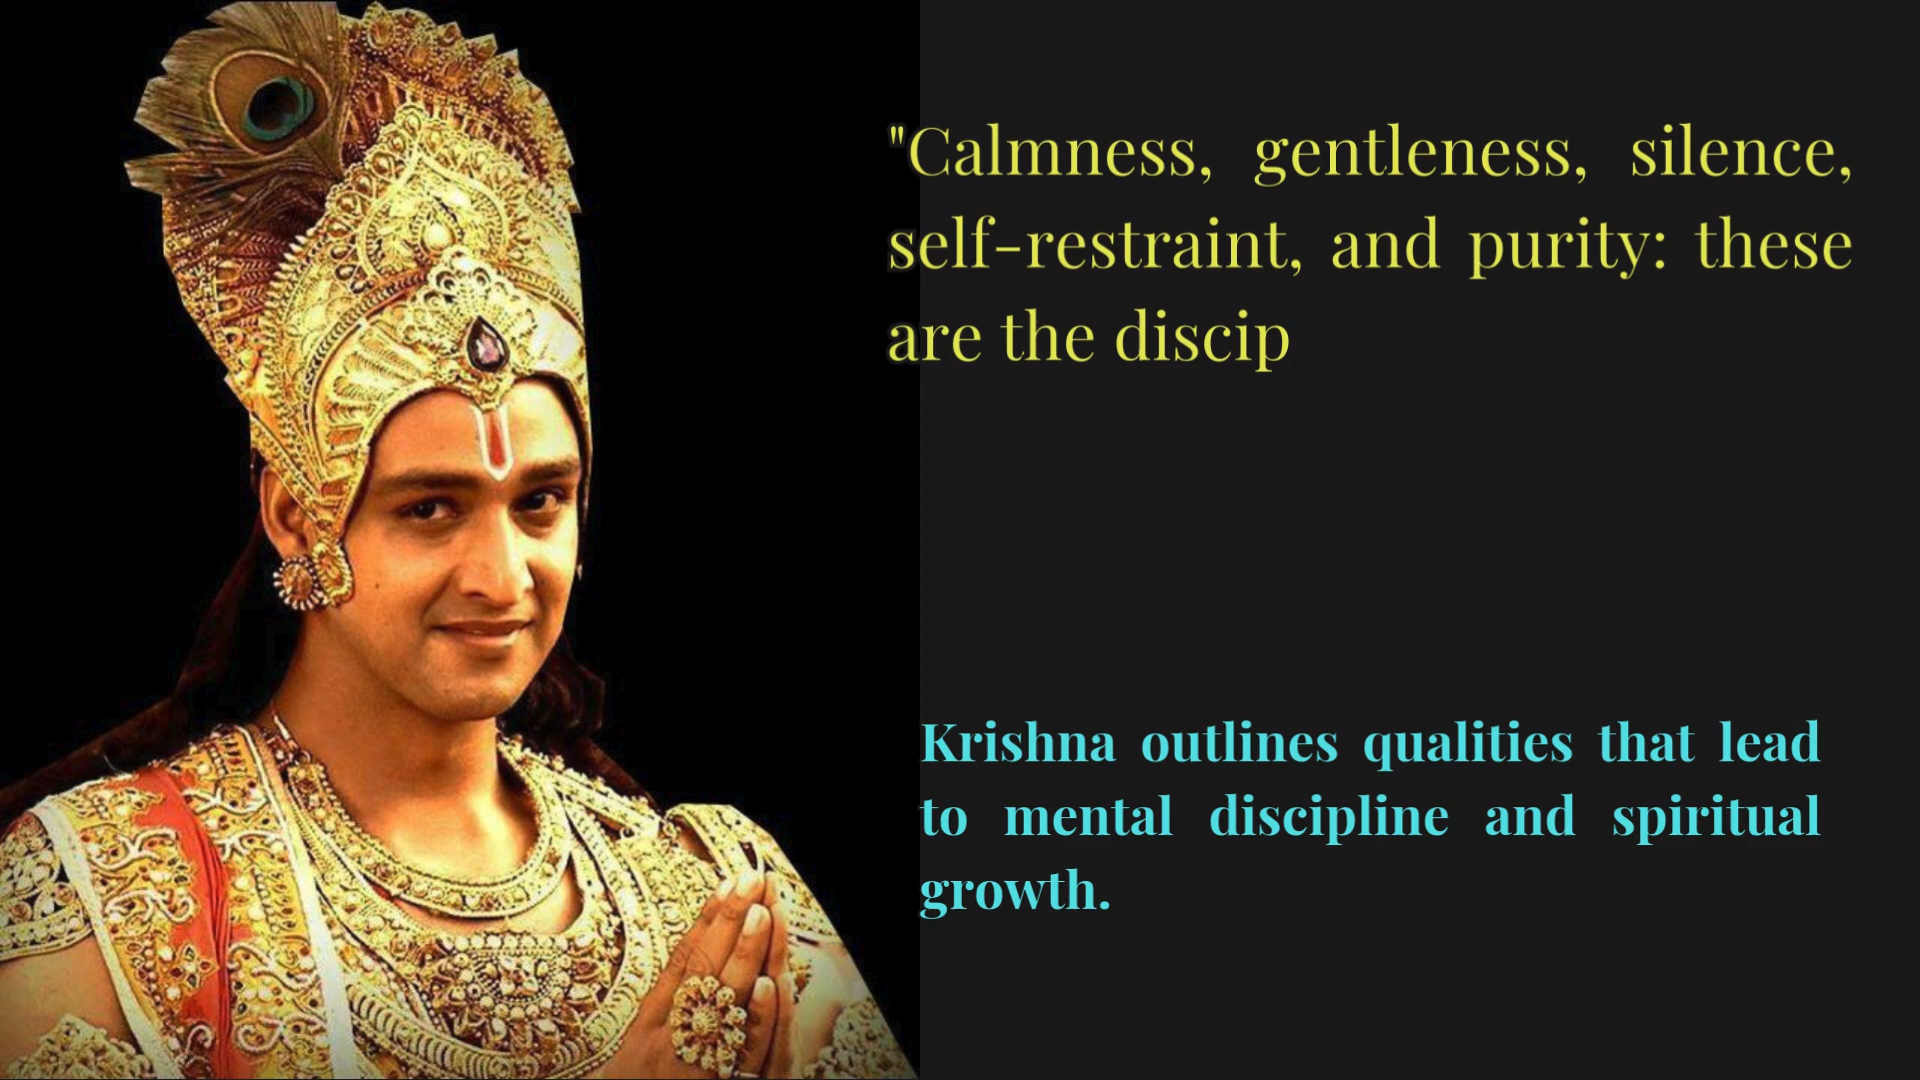 "Calmness, gentleness, silence,
self-restraint, and purity: these
are the discip
Krishna outlines qualities that lead
to mental discipline and spiritual
growth.